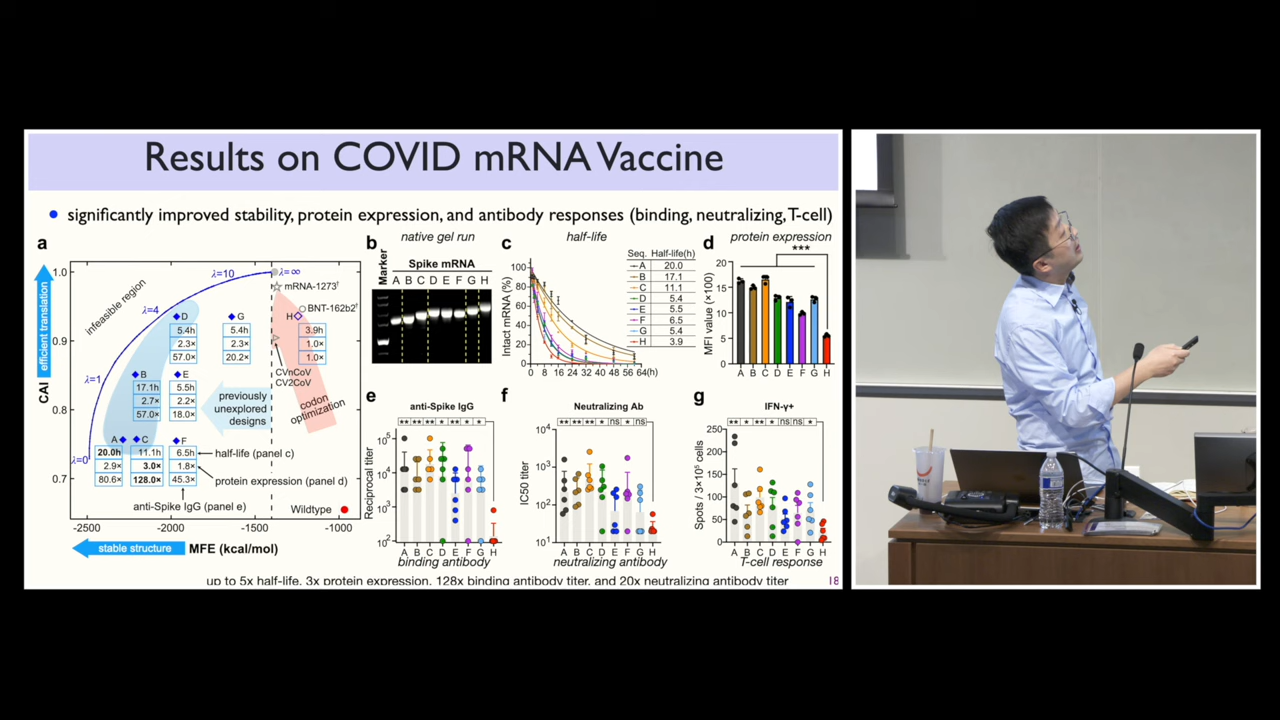 Results on COVID mRNA Vaccine
• significantly improved stability, protein expression, and antibody responses (binding, neutralizing, T-cell)
a
CAI
efficient translation
1.0
0.9
0.8
0.7
-2500
-2000
-1500
-1000
stable structure
MFE (kcal/mol)
infeasible region
λ=0
λ=1
λ=4
λ=10
λ=∞
mRNA-1273†
BNT-162b2†
H
3.9h
1.0×
1.0×
D
5.4h
2.3×
57.0×
G
5.4h
2.3×
20.2×
CVnCoV
CV2CoV
codon
optimization
B
17.1h
2.7×
57.0×
E
5.5h
2.2×
18.0×
previously
unexplored
designs
A
20.0h
2.9×
80.6×
C
11.1h
3.0×
128.0×
F
6.5h
1.8×
45.3×
half-life (panel c)
protein expression (panel d)
anti-Spike IgG (panel e)
Wildtype
b
native gel run
Marker
Spike mRNA
A B C D E F G H
c
half-life
Intact mRNA (%)
100
80
60
40
20
0
0 8 16 24 32 40 48 56 64(h)
Seq. Half-life(h)
A 20.0
B 17.1
C 11.1
D 5.4
E 5.5
F 6.5
G 5.4
H 3.9
d
protein expression
***
MFI value (×100)
20
15
10
5
0
A B C D E F G H
e
anti-Spike IgG
** ** * * ** * *
Reciprocal titer
10⁵
10⁴
10³
10²
A B C D E F G H
binding antibody
f
Neutralizing Ab
** ** ** * ns * ns
IC50 titer
10⁴
10³
10²
10¹
A B C D E F G H
neutralizing antibody
g
IFN-γ+
** * ** * ns ns *
Spots / 3×10⁵ cells
250
200
150
100
50
0
A B C D E F G H
T-cell response
up to 5x half-life, 3x protein expression, 128x binding antibody titer, and 20x neutralizing antibody titer
18